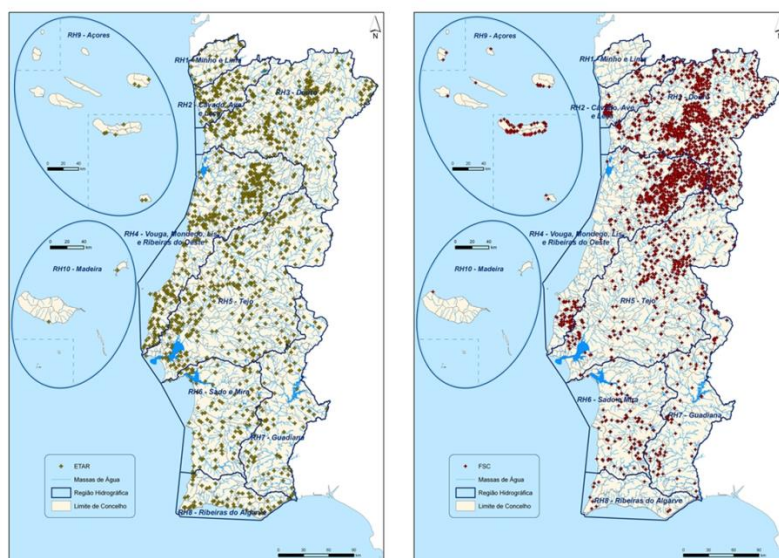 N
RH9 - Açores
RH1 - Minho e Lima
RH3 - Douro
RH2 - Cávado, Ave
e Leça
RH4 - Vouga, Mondego, Lis
e Ribeiras do Oeste
RH10 - Madeira
RH5 - Tejo
RH6 - Sado e Mira
RH7 - Guadiana
RH8 - Ribeiras do Algarve
ETAR
Massas de Água
Região Hidrográfica
Limite de Concelho
N
RH9 - Açores
RH1 - Minho e Lima
RH3 - Douro
RH2 - Cávado, Ave
e Leça
RH4 - Vouga, Mondego, Lis
e Ribeiras do Oeste
RH10 - Madeira
RH5 - Tejo
RH6 - Sado e Mira
RH7 - Guadiana
RH8 - Ribeiras do Algarve
FSC
Massas de Água
Região Hidrográfica
Limite de Concelho